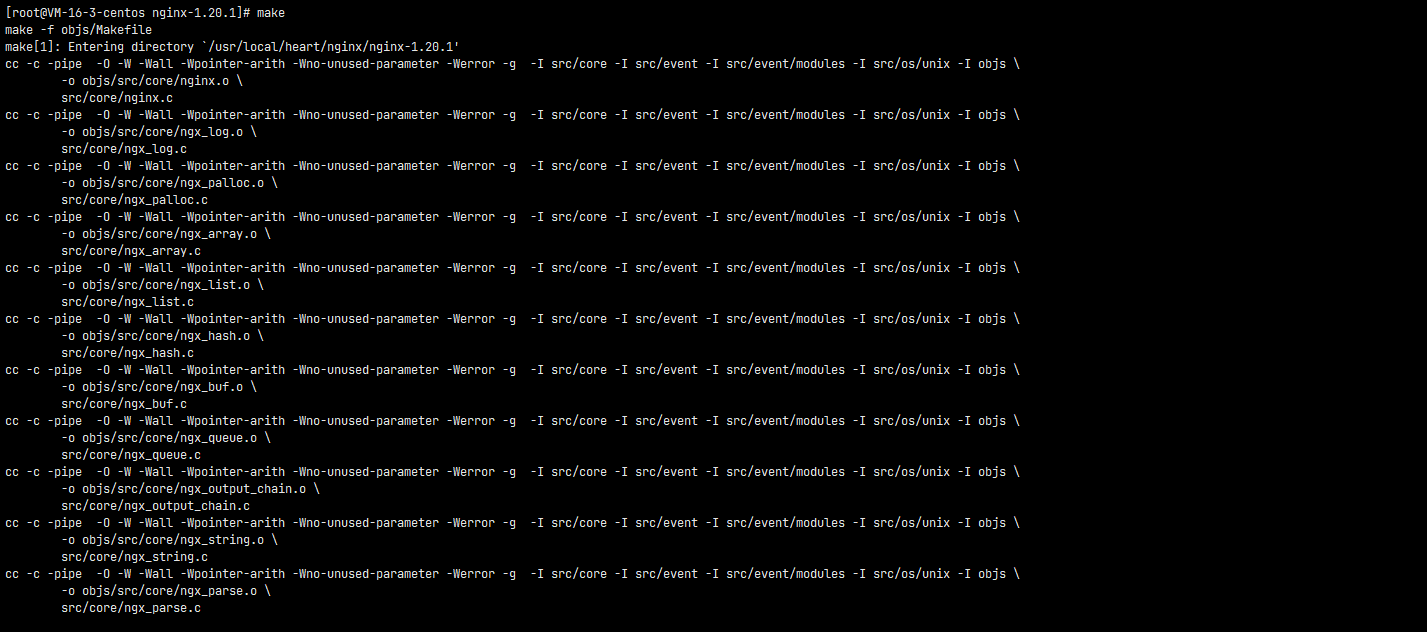 [root@VM-16-3-centos nginx-1.20.1]# make
make -f objs/Makefile
make[1]: Entering directory `/usr/local/heart/nginx/nginx-1.20.1'
cc -c -pipe  -O -W -Wall -Wpointer-arith -Wno-unused-parameter -Werror -g  -I src/core -I src/event -I src/event/modules -I src/os/unix -I objs \
        -o objs/src/core/nginx.o \
        src/core/nginx.c
cc -c -pipe  -O -W -Wall -Wpointer-arith -Wno-unused-parameter -Werror -g  -I src/core -I src/event -I src/event/modules -I src/os/unix -I objs \
        -o objs/src/core/ngx_log.o \
        src/core/ngx_log.c
cc -c -pipe  -O -W -Wall -Wpointer-arith -Wno-unused-parameter -Werror -g  -I src/core -I src/event -I src/event/modules -I src/os/unix -I objs \
        -o objs/src/core/ngx_palloc.o \
        src/core/ngx_palloc.c
cc -c -pipe  -O -W -Wall -Wpointer-arith -Wno-unused-parameter -Werror -g  -I src/core -I src/event -I src/event/modules -I src/os/unix -I objs \
        -o objs/src/core/ngx_array.o \
        src/core/ngx_array.c
cc -c -pipe  -O -W -Wall -Wpointer-arith -Wno-unused-parameter -Werror -g  -I src/core -I src/event -I src/event/modules -I src/os/unix -I objs \
        -o objs/src/core/ngx_list.o \
        src/core/ngx_list.c
cc -c -pipe  -O -W -Wall -Wpointer-arith -Wno-unused-parameter -Werror -g  -I src/core -I src/event -I src/event/modules -I src/os/unix -I objs \
        -o objs/src/core/ngx_hash.o \
        src/core/ngx_hash.c
cc -c -pipe  -O -W -Wall -Wpointer-arith -Wno-unused-parameter -Werror -g  -I src/core -I src/event -I src/event/modules -I src/os/unix -I objs \
        -o objs/src/core/ngx_buf.o \
        src/core/ngx_buf.c
cc -c -pipe  -O -W -Wall -Wpointer-arith -Wno-unused-parameter -Werror -g  -I src/core -I src/event -I src/event/modules -I src/os/unix -I objs \
        -o objs/src/core/ngx_queue.o \
        src/core/ngx_queue.c
cc -c -pipe  -O -W -Wall -Wpointer-arith -Wno-unused-parameter -Werror -g  -I src/core -I src/event -I src/event/modules -I src/os/unix -I objs \
        -o objs/src/core/ngx_output_chain.o \
        src/core/ngx_output_chain.c
cc -c -pipe  -O -W -Wall -Wpointer-arith -Wno-unused-parameter -Werror -g  -I src/core -I src/event -I src/event/modules -I src/os/unix -I objs \
        -o objs/src/core/ngx_string.o \
        src/core/ngx_string.c
cc -c -pipe  -O -W -Wall -Wpointer-arith -Wno-unused-parameter -Werror -g  -I src/core -I src/event -I src/event/modules -I src/os/unix -I objs \
        -o objs/src/core/ngx_parse.o \
        src/core/ngx_parse.c